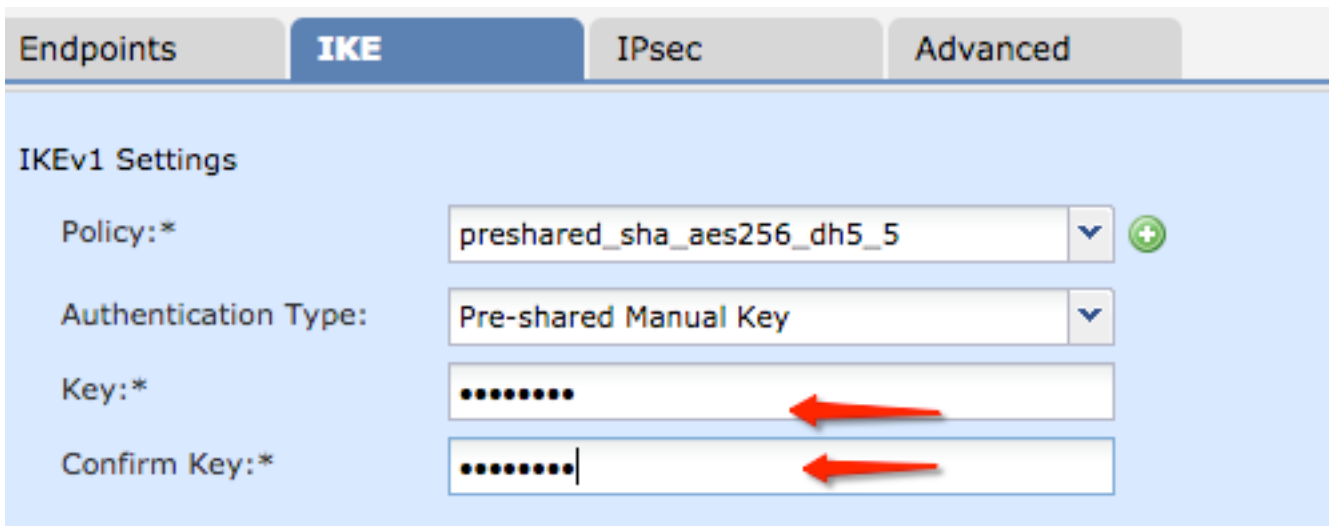 Endpoints IKE IPsec Advanced
IKEv1 Settings
Policy:* preshared_sha_aes256_dh5_5
Authentication Type: Pre-shared Manual Key
Key:* ••••••••
Confirm Key:* ••••••••